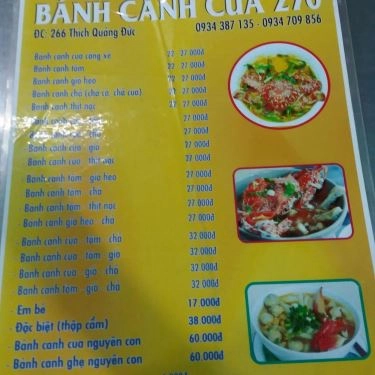 BÁNH CANH CUA 270
ĐC: 266 Thích Quảng Đức 0934 387 135 - 0934 709 856
Bánh canh cua càng ve 22 - 27.000đ
Bánh canh tôm 22 - 27.000đ
Bánh canh giò heo 22 - 27.000đ
Bánh canh chả (chả cá, chả cua) 22 - 27.000đ
Bánh canh thịt nạc 22 - 27.000đ
Bánh canh 27.000đ
Bánh canh cua - giò 27.000đ
Bánh canh cua - thịt nạc 27.000đ
Bánh canh tôm - giò heo 27.000đ
Bánh canh tôm - chả 27.000đ
Bánh canh tôm - thịt nạc 27.000đ
Bánh canh giò heo - chả 27.000đ
Bánh canh cua - tôm - chả 32.000đ
Bánh canh cua - tôm - giò 32.000đ
Bánh canh cua - giò - chả 32.000đ
Bánh canh tôm - giò - chả 32.000đ
- Em bé 17.000đ
- Đặc biệt (thập cẩm) 38.000đ
- Bánh canh cua nguyên con 60.000đ
- Bánh canh ghẹ nguyên con 60.000đ